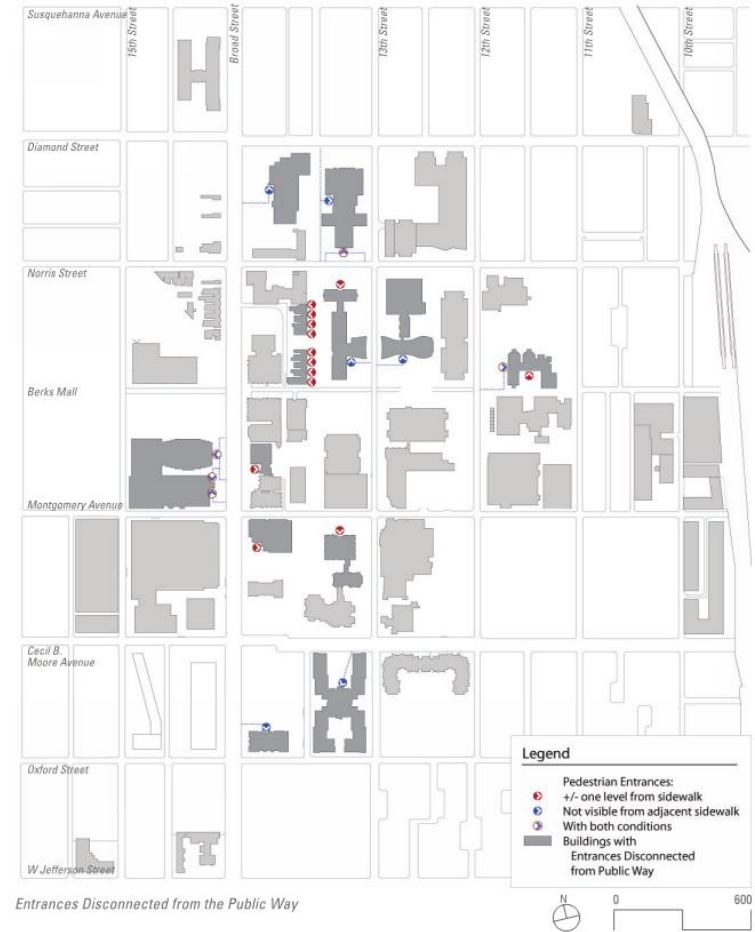 Susquehanna Avenue
15th Street
Broad Street
13th Street
12th Street
11th Street
10th Street
Diamond Street
Norris Street
Berks Mall
Montgomery Avenue
Cecil B.
Moore Avenue
Oxford Street
W Jefferson Street
Legend
Pedestrian Entrances:
+/- one level from sidewalk
Not visible from adjacent sidewalk
With both conditions
Buildings with
Entrances Disconnected
from Public Way
Entrances Disconnected from the Public Way
N
0
600